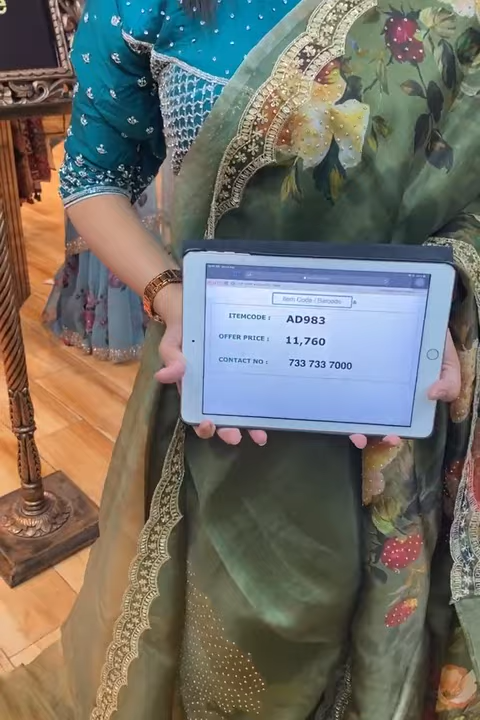 Item Code / Barcode
ITEMCODE : AD983
OFFER PRICE : 11,760
CONTACT NO : 733 733 7000